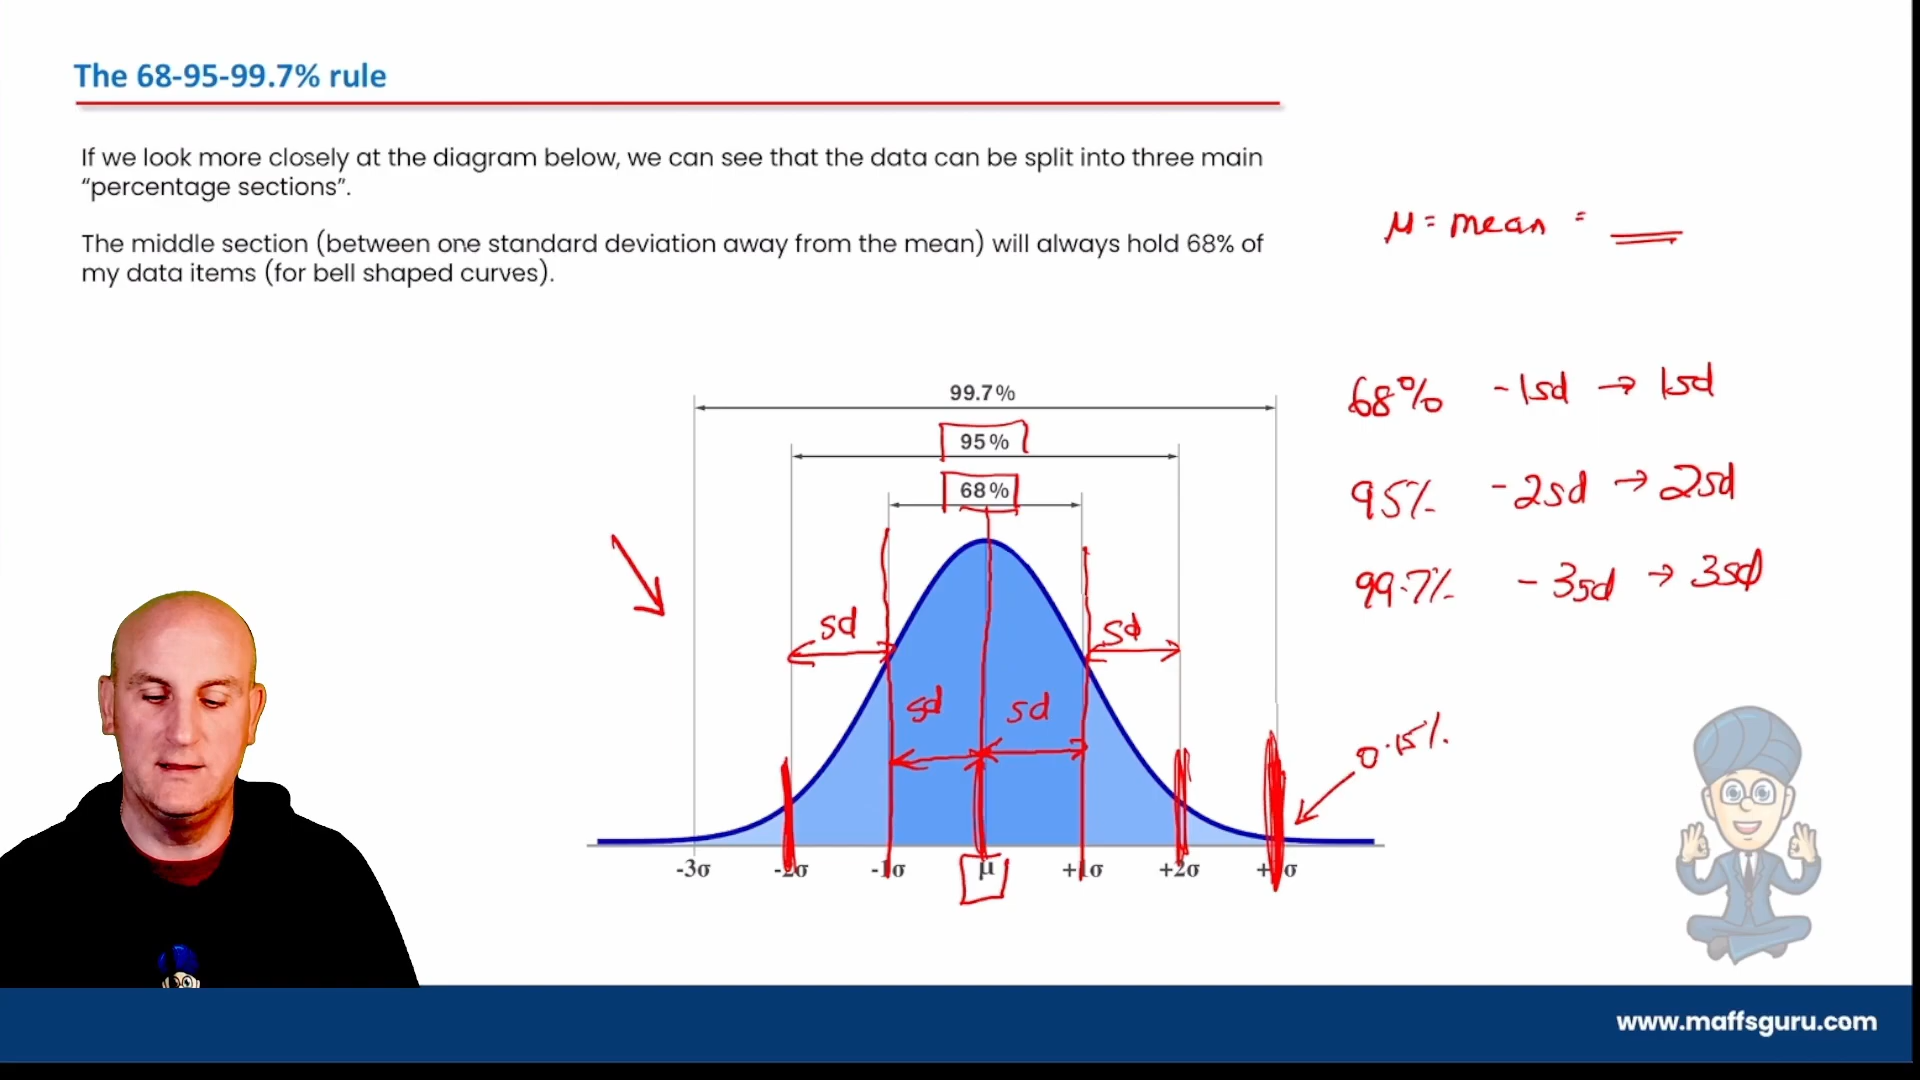 The 68-95-99.7% rule
If we look more closely at the diagram below, we can see that the data can be split into three main
“percentage sections”.
The middle section (between one standard deviation away from the mean) will always hold 68% of
my data items (for bell shaped curves).
μ = mean =
99.7%
95%
68%
68% -1sd → 1sd
95% -2sd → 2sd
99.7% -3sd → 3sd
sd sd
sd sd
0.15%
-3σ -2σ -1σ μ +1σ +2σ σ
www.maffsguru.com